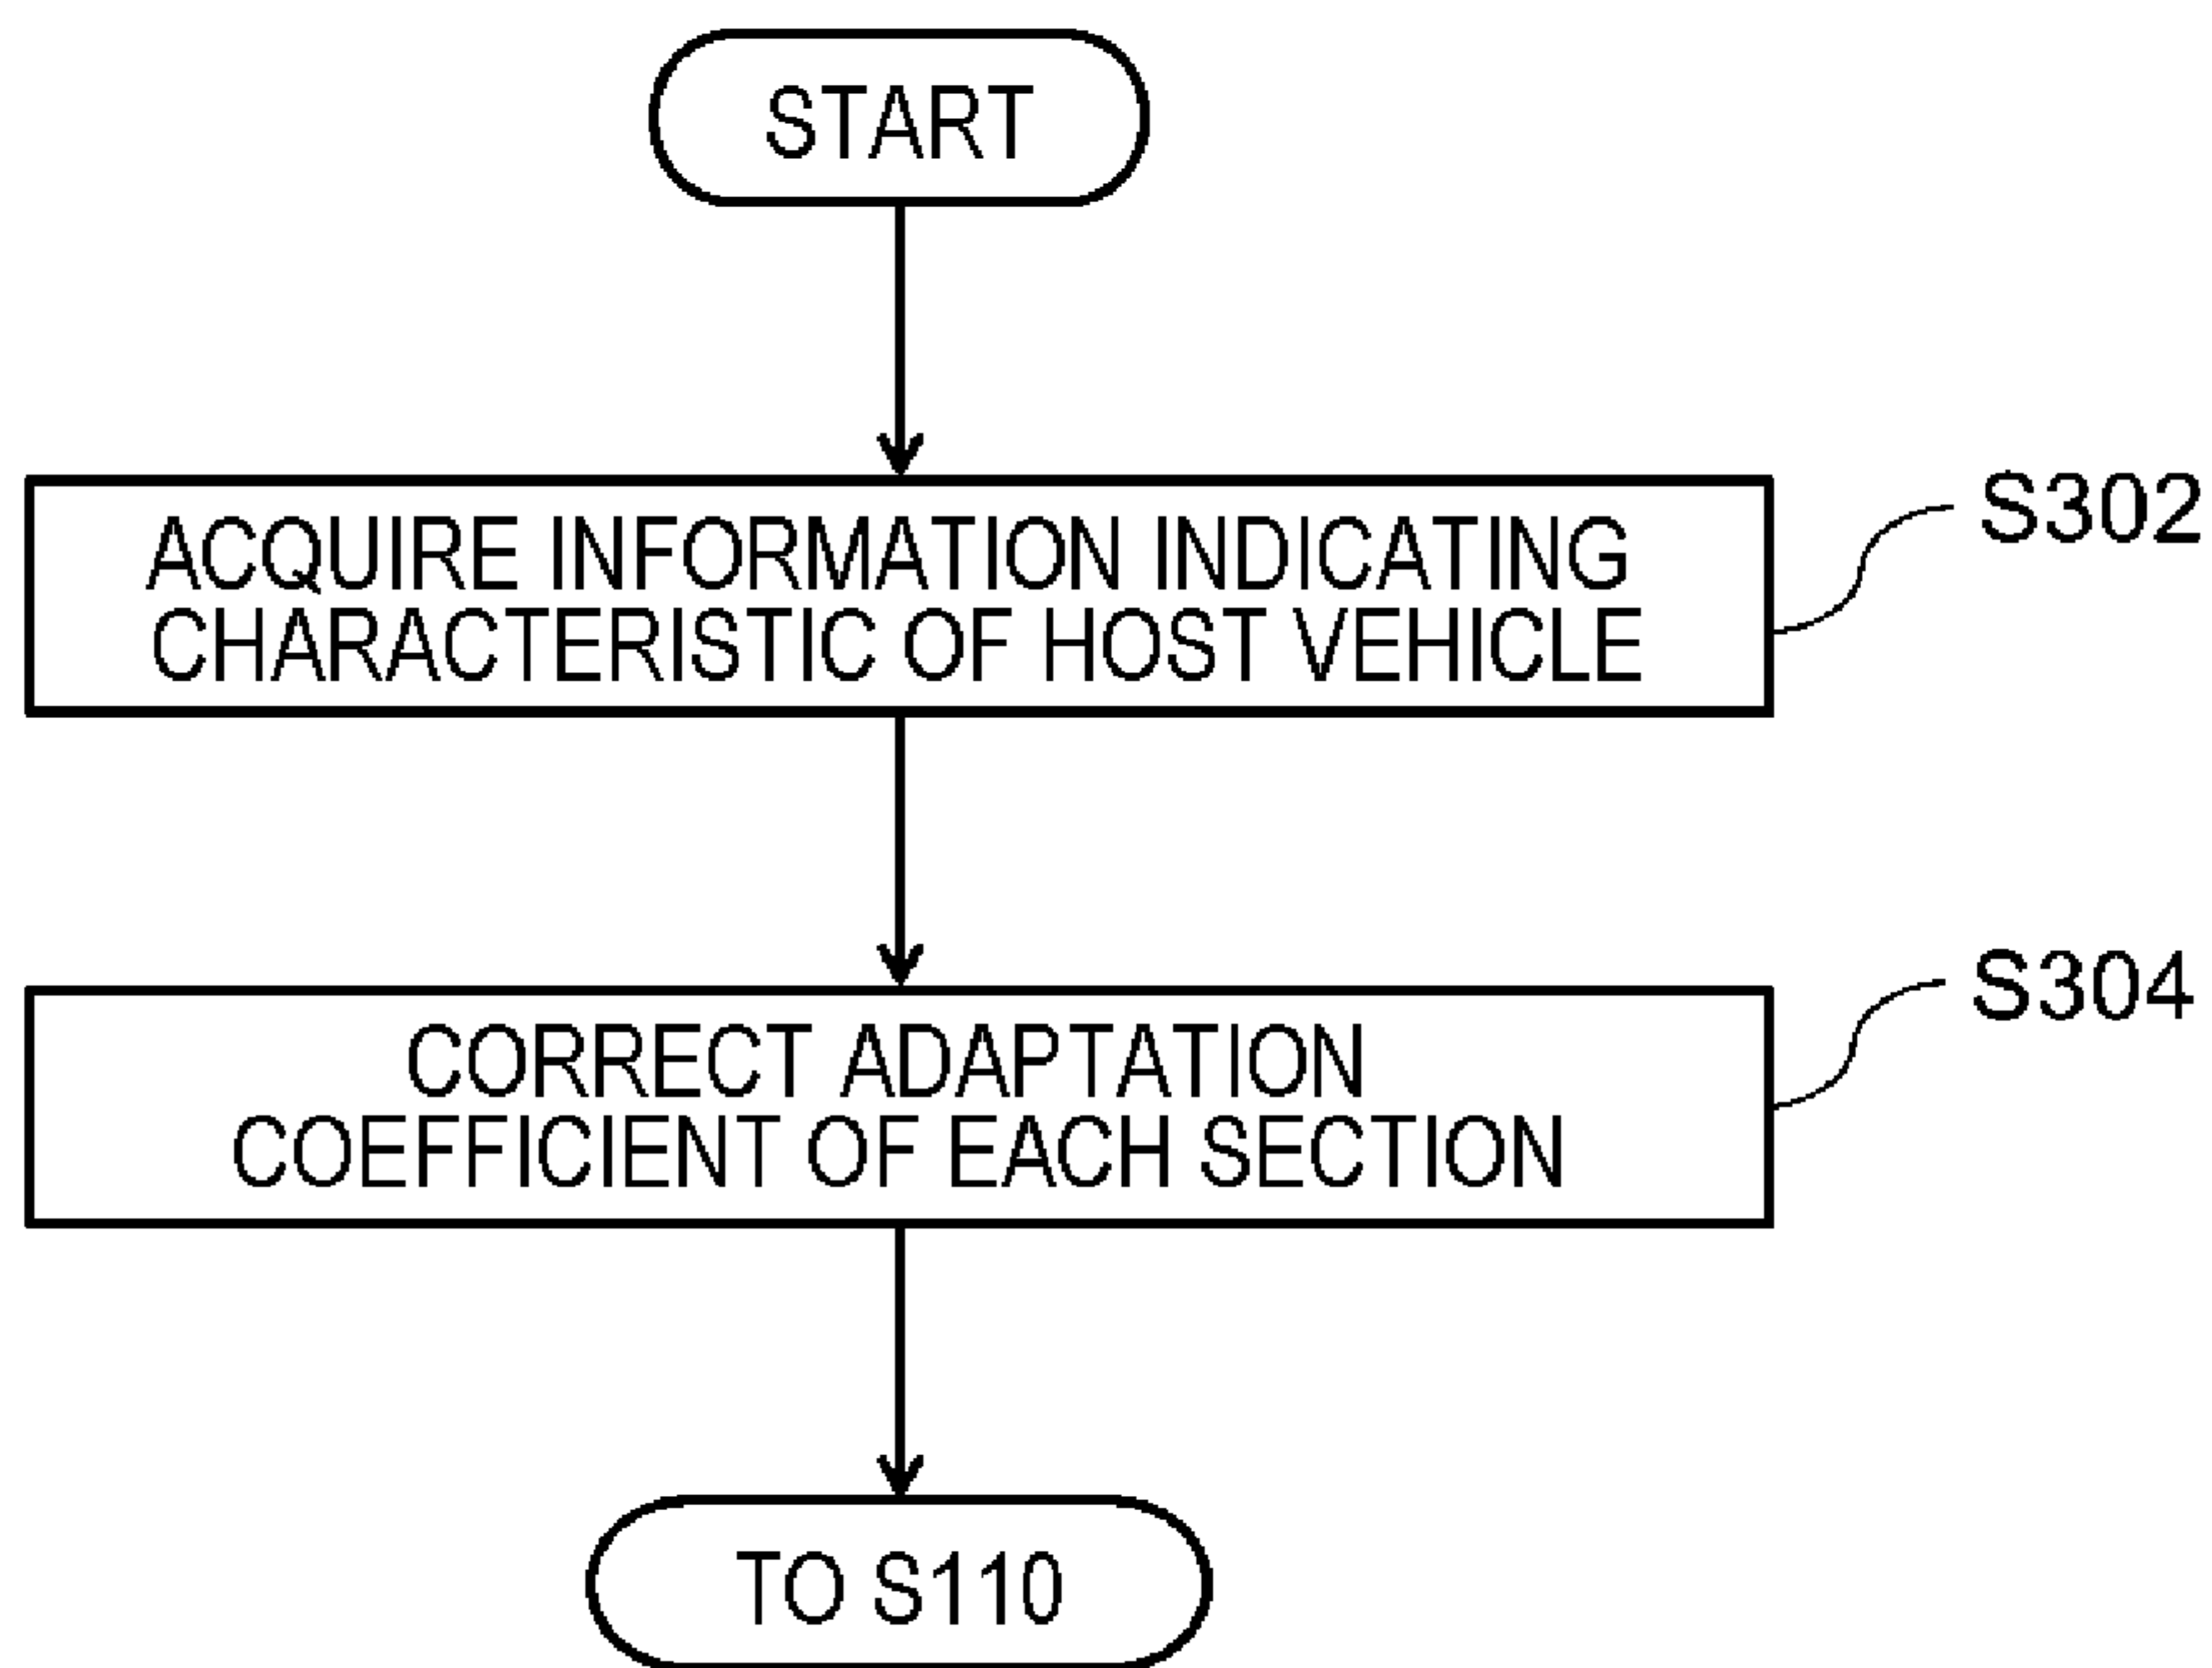 START
ACQUIRE INFORMATION INDICATING
CHARACTERISTIC OF HOST VEHICLE
S302
CORRECT ADAPTATION
COEFFICIENT OF EACH SECTION
S304
TO S110